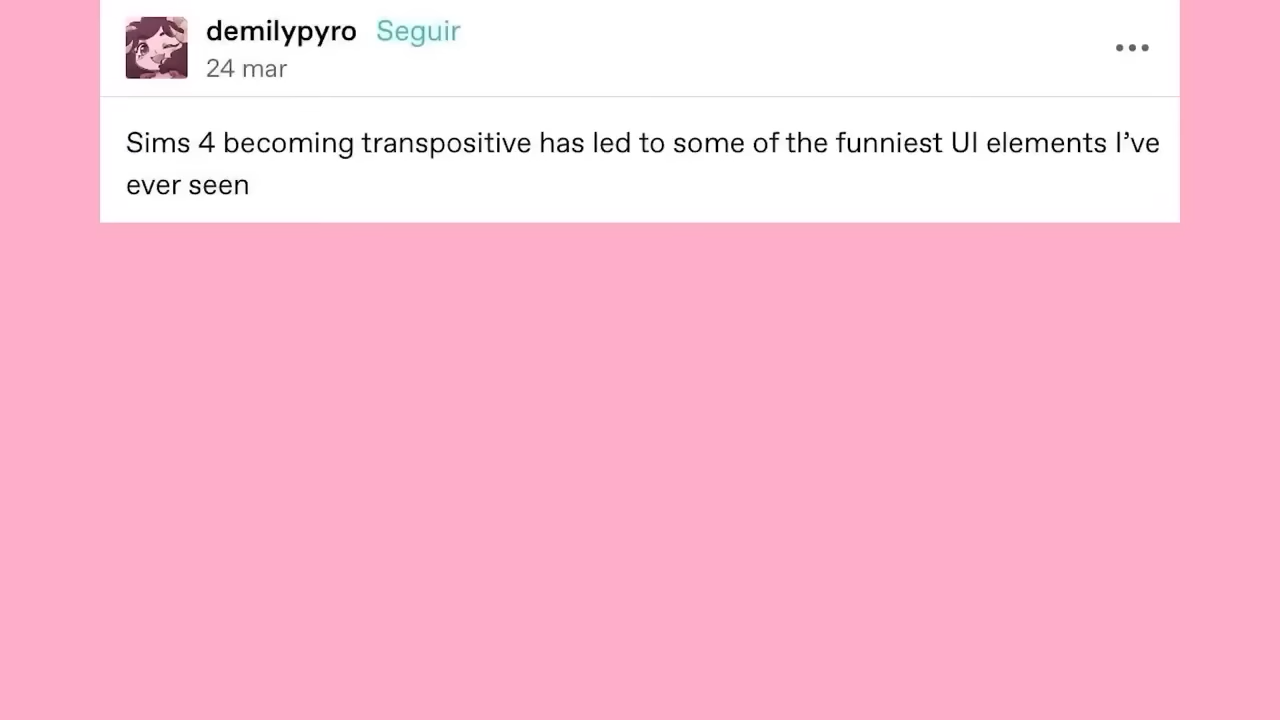 demilypyro Seguir
24 mar
Sims 4 becoming transpositive has led to some of the funniest UI elements I’ve
ever seen